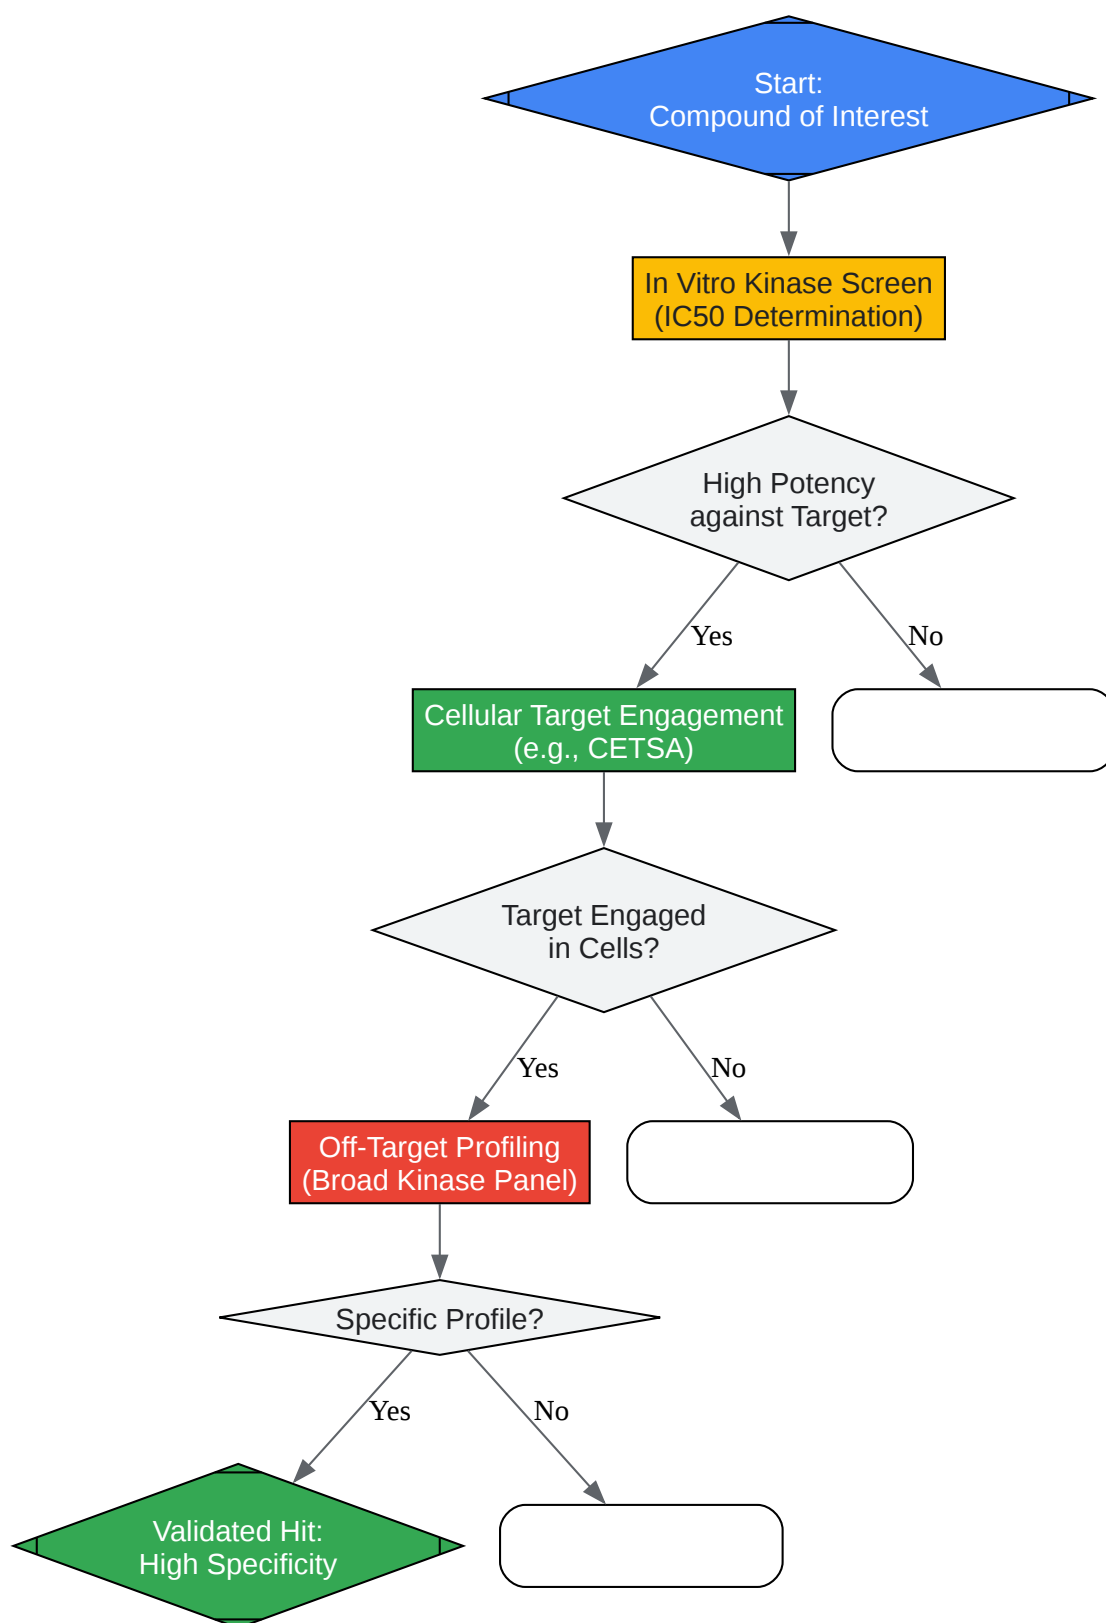 Start:
Compound of Interest
In Vitro Kinase Screen
(IC50 Determination)
High Potency
against Target?
Yes
No
Cellular Target Engagement
(e.g., CETSA)
Target Engaged
in Cells?
Yes
No
Off-Target Profiling
(Broad Kinase Panel)
Specific Profile?
Yes
No
Validated Hit:
High Specificity